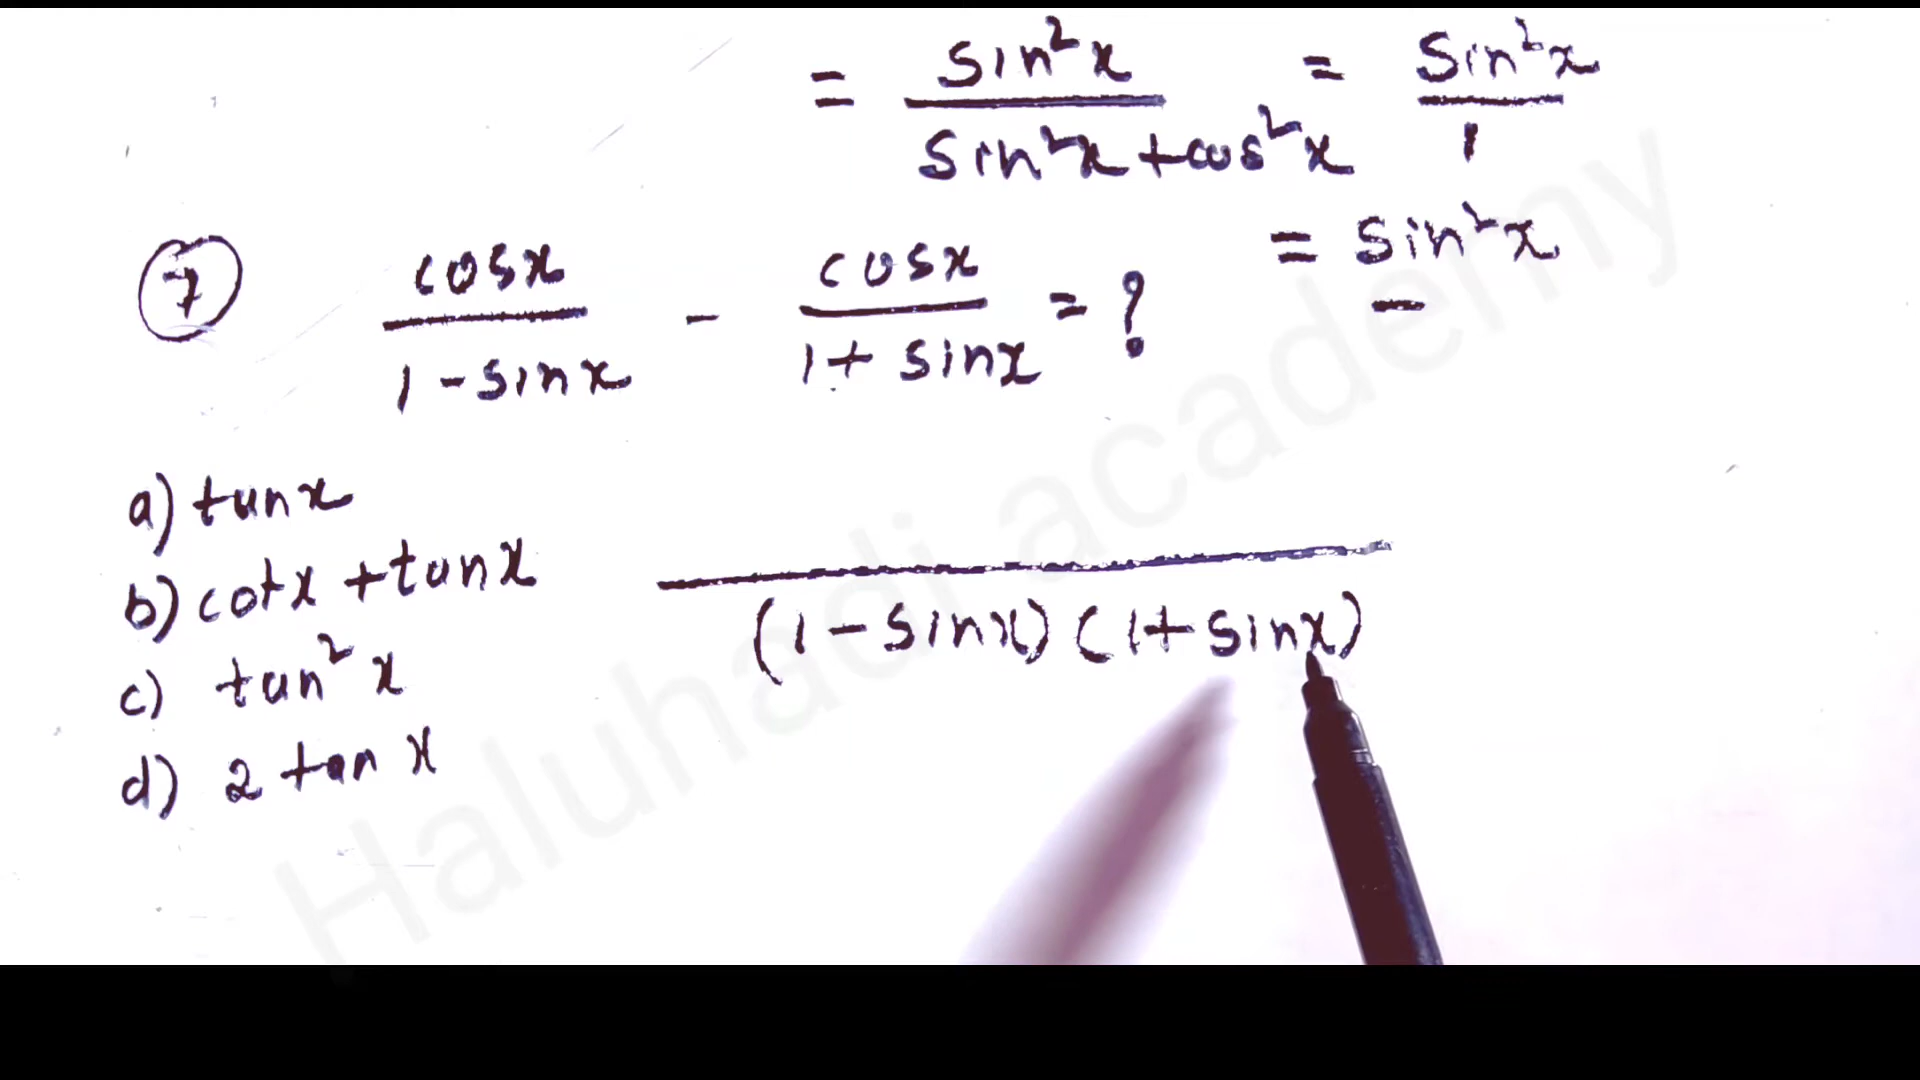 = sin²x / sin²x + cos²x = sin²x / 1
= sin²x
7 cosx / 1 - sinx - cosx / 1 + sinx = ?
a) tanx
b) cotx + tanx
c) tan² x
d) 2 tan x
(1 - sinx) (1 + sinx)
Haluhadi academy